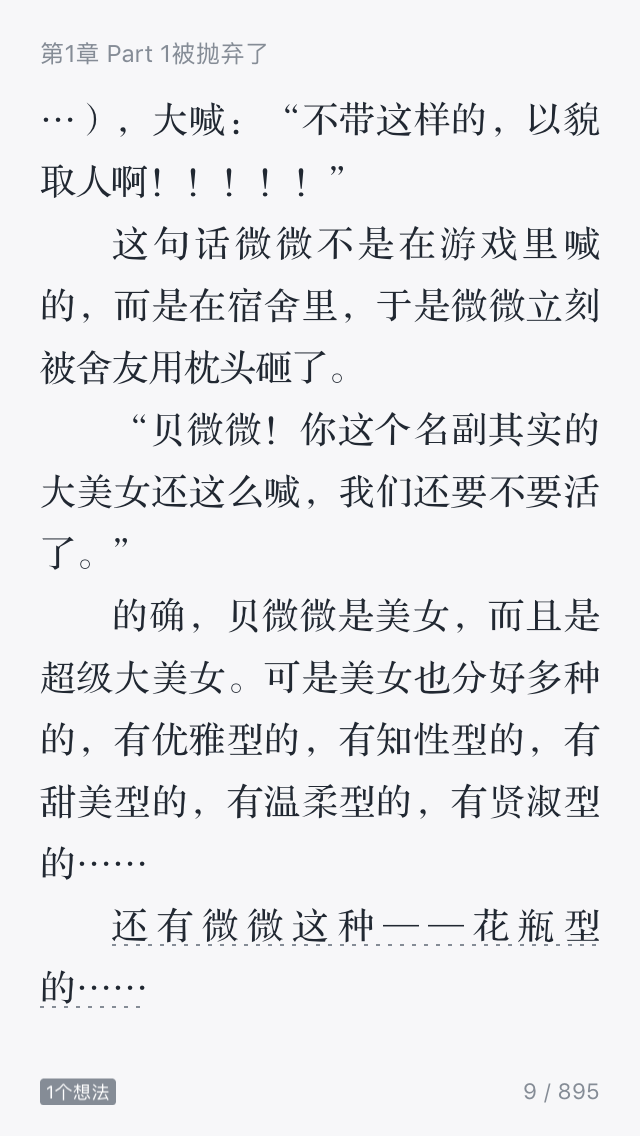 第1章 Part 1被抛弃了
…），大喊：“不带这样的，以貌
取人啊！！！！！”
这句话微微不是在游戏里喊
的，而是在宿舍里，于是微微立刻
被舍友用枕头砸了。
“贝微微！你这个名副其实的
大美女还这么喊，我们还要不要活
了。”
的确，贝微微是美女，而且是
超级大美女。可是美女也分好多种
的，有优雅型的，有知性型的，有
甜美型的，有温柔型的，有贤淑型
的……
还有微微这种——花瓶型
的……
1个想法
9 / 895